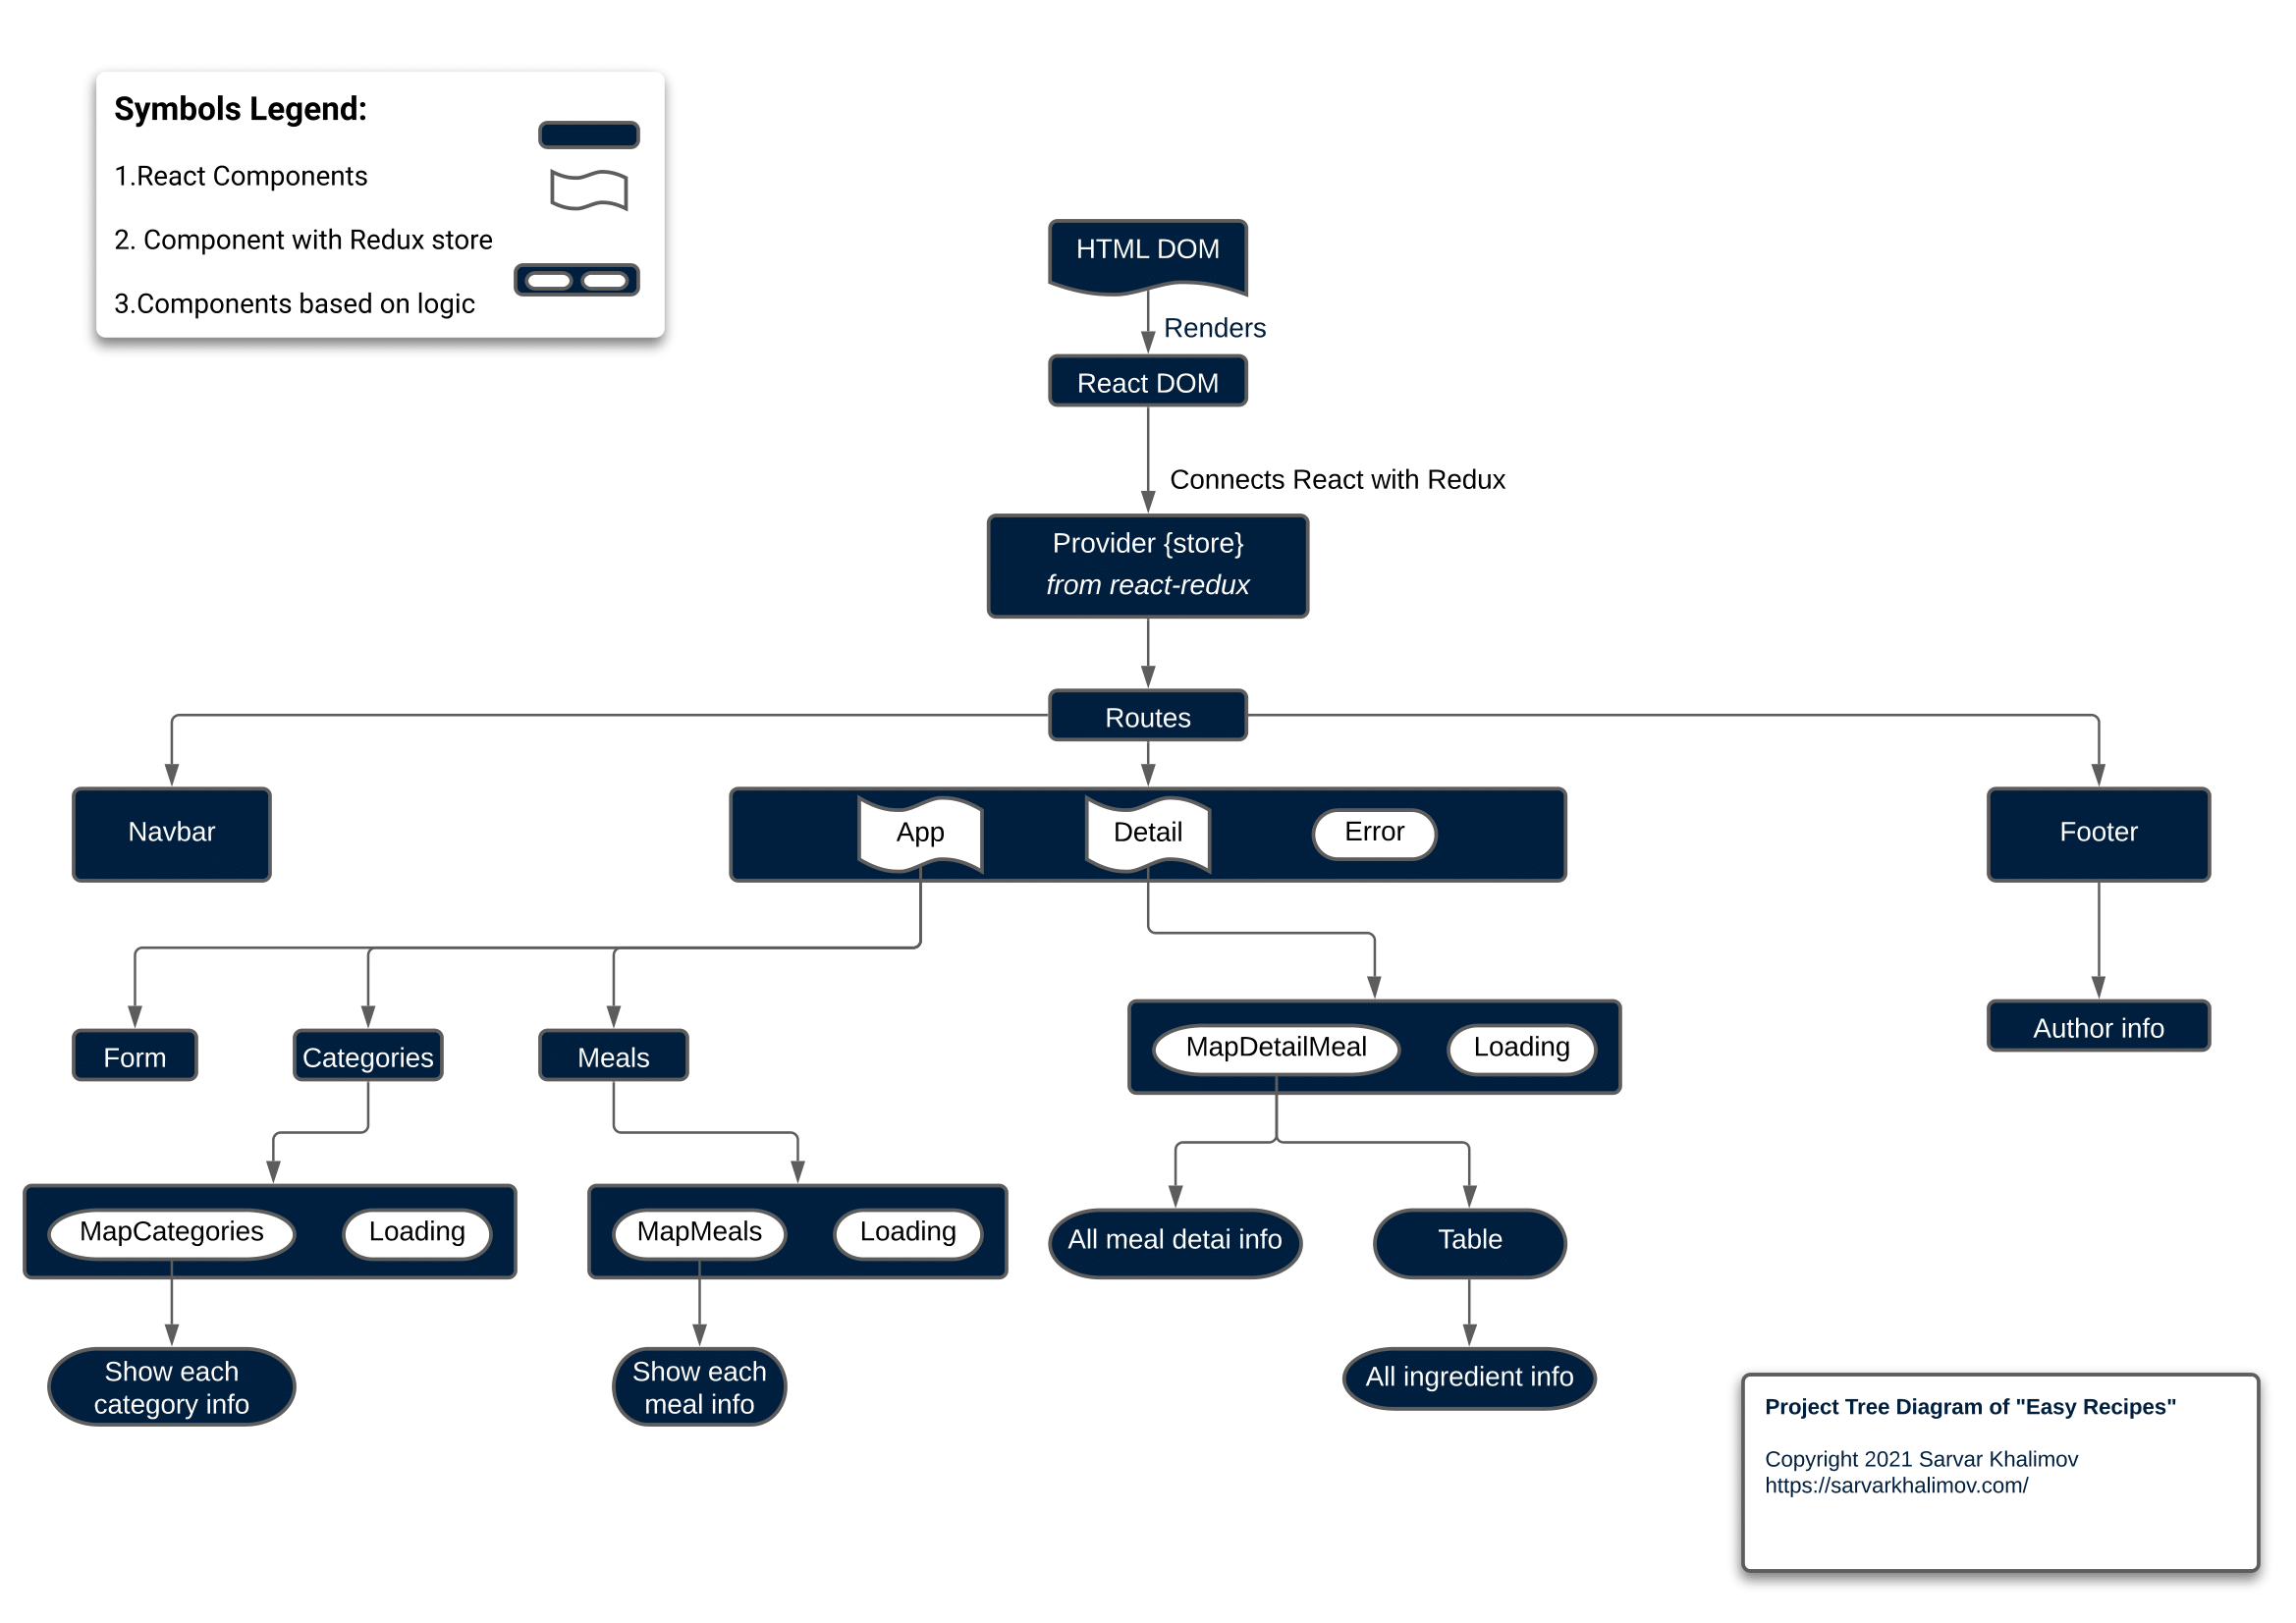 Symbols Legend:
1.React Components
2. Component with Redux store
3.Components based on logic
HTML DOM
Renders
React DOM
Connects React with Redux
Provider {store}
from react-redux
Routes
Navbar
App
Detail
Error
Footer
Form
Categories
Meals
MapDetailMeal
Loading
Author info
MapCategories
Loading
MapMeals
Loading
All meal detai info
Table
Show each
category info
Show each
meal info
All ingredient info
Project Tree Diagram of "Easy Recipes"
Copyright 2021 Sarvar Khalimov
https://sarvarkhalimov.com/